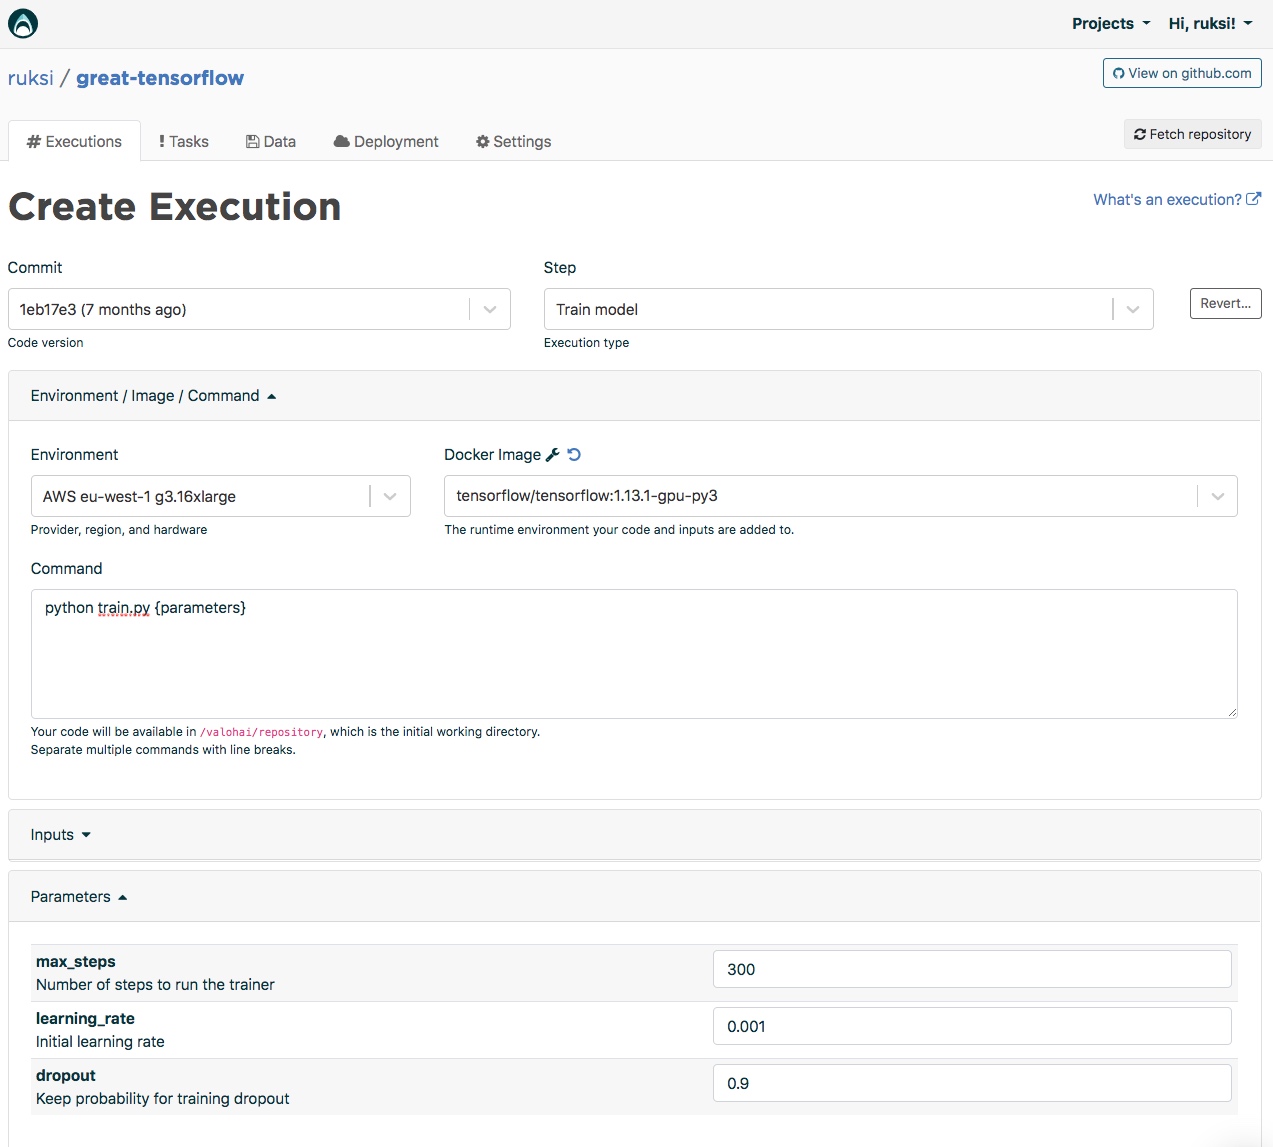 Projects Hi, ruksi!
ruksi / great-tensorflow
View on github.com
Executions Tasks Data Deployment Settings
Fetch repository
Create Execution
What's an execution?
Commit Step
1eb17e3 (7 months ago) Train model Revert...
Code version Execution type
Environment / Image / Command
Environment Docker Image
AWS eu-west-1 g3.16xlarge tensorflow/tensorflow:1.13.1-gpu-py3
Provider, region, and hardware The runtime environment your code and inputs are added to.
Command
python train.py {parameters}
Your code will be available in /valohai/repository, which is the initial working directory.
Separate multiple commands with line breaks.
Inputs
Parameters
max_steps
Number of steps to run the trainer
300
learning_rate
Initial learning rate
0.001
dropout
Keep probability for training dropout
0.9